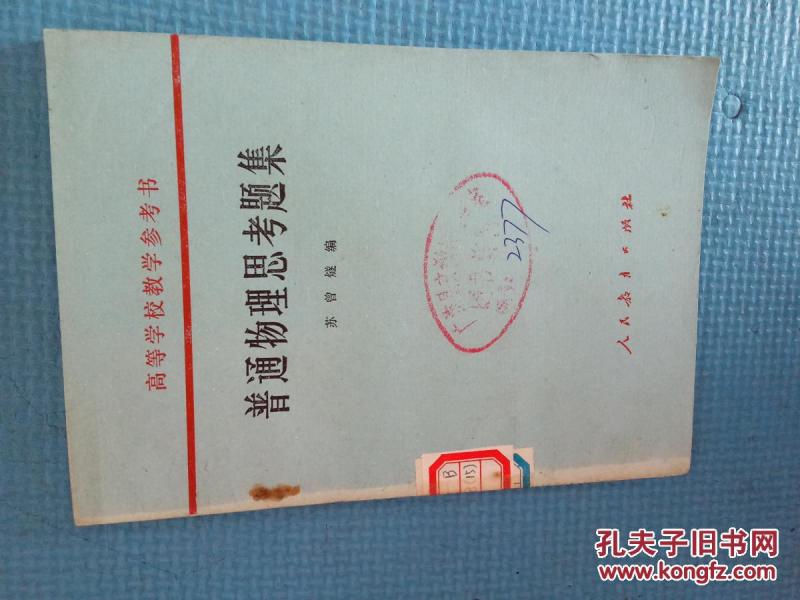 高等学校教学参考书
普通物理思考题集
苏曾燧 编
2377
人民教育出版社
B
(15)
孔夫子旧书网
www.kongfz.com